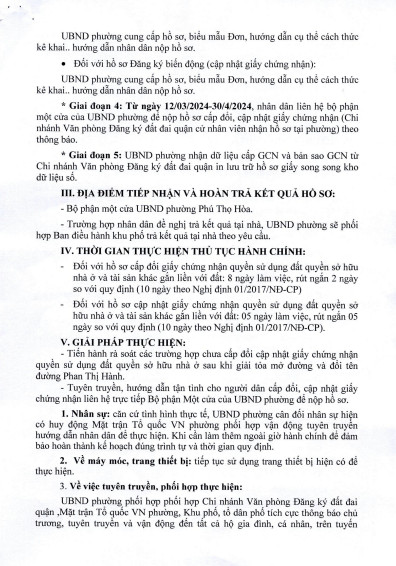 UBND phường cung cấp hồ sơ, biểu mẫu Đơn, hướng dẫn cụ thể cách thức
kê khai.. hướng dẫn nhân dân nộp hồ sơ.
• Đối với hồ sơ Đăng ký biến động (cập nhật giấy chứng nhận):
UBND phường cung cấp hồ sơ, biểu mẫu Đơn, hướng dẫn cụ thể cách thức
kê khai.. hướng dẫn nhân dân nộp hồ sơ.
* Giai đoạn 4: Từ ngày 12/03/2024-30/4/2024, nhân dân liên hệ bộ phận
một cửa của UBND phường để nộp hồ sơ cấp đổi, cập nhật giấy chứng nhận (Chi
nhánh Văn phòng Đăng ký đất đai quận cử nhân viên nhận hồ sơ tại phường) theo
thông báo.
* Giai đoạn 5: UBND phường nhận dữ liệu cấp GCN và bản sao GCN từ
Chi nhánh Văn phòng Đăng ký đất đai quận in lưu trữ hồ sơ giấy song song kho
dữ liệu số.
III. ĐỊA ĐIỂM TIẾP NHẬN VÀ HOÀN TRẢ KẾT QUẢ HỒ SƠ:
- Bộ phận một cửa UBND phường Phú Thọ Hòa.
- Trường hợp nhân dân đề nghị trả kết quả tại nhà, UBND phường sẽ phối
hợp Ban điều hành khu phố trả kết quả tại nhà theo yêu cầu.
IV. THỜI GIAN THỰC HIỆN THỦ TỤC HÀNH CHÍNH:
- Đối với hồ sơ cấp đổi giấy chứng nhận quyền sử dụng đất quyền sở hữu
nhà ở và tài sản khác gắn liền với đất: 8 ngày làm việc, rút ngắn 2 ngày
so với quy định (10 ngày theo Nghị định 01/2017/NĐ-CP)
- Đối với hồ sơ cập nhật giấy chứng nhận quyền sử dụng đất quyền sở
hữu nhà ở và tài sản khác gắn liền với đất: 05 ngày làm việc, rút ngắn 05
ngày so với quy định (10 ngày theo Nghị định 01/2017/NĐ-CP).
V. GIẢI PHÁP THỰC HIỆN:
- Tiến hành rà soát các trường hợp chưa cấp đổi cập nhật giấy chứng nhận
quyền sử dụng đất quyền sở hữu nhà ở sau khi giải tỏa mở đường và đổi tên
đường Phan Thị Hành.
- Tuyên truyền, hướng dẫn tận tình cho người dân cấp đổi, cập nhật giấy
chứng nhận liên hệ trực tiếp Bộ phận Một cửa của UBND phường để nộp hồ sơ.
1. Nhân sự: căn cứ tình hình thực tế, UBND phường cân đối nhân sự hiện
có huy động Mặt trận Tổ quốc VN phường phối hợp vận động tuyên truyền
hướng dẫn nhân dân để thực hiện. Khi cần làm thêm ngoài giờ hành chính để đảm
bảo hoàn thành kế hoạch đúng trình tự và thời gian quy định.
2. Về máy móc, trang thiết bị: tiếp tục sử dụng trang thiết bị hiện có để
thực hiện.
3. Về việc tuyên truyền, phối hợp thực hiện:
UBND phường phối hợp phối hợp Chi nhánh Văn phòng Đăng ký đất đai
quận ,Mặt trận Tổ quốc VN phường, Khu phố, tổ dân phố tích cực thông báo chủ
trương, tuyên truyền và vận động đến tất cả hộ gia đình, cá nhân, trên tuyến